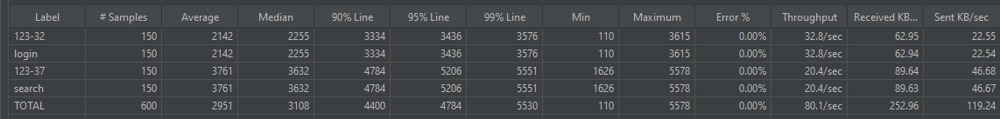 Label # Samples Average Median 90% Line 95% Line 99% Line Min Maximum Error % Throughput Received KB... Sent KB/sec
123-32 150 2142 2255 3334 3436 3576 110 3615 0.00% 32.8/sec 62.95 22.55
login 150 2142 2255 3334 3436 3576 110 3615 0.00% 32.8/sec 62.94 22.54
123-37 150 3761 3632 4784 5206 5551 1626 5578 0.00% 20.4/sec 89.64 46.68
search 150 3761 3632 4784 5206 5551 1626 5578 0.00% 20.4/sec 89.63 46.67
TOTAL 600 2951 3108 4400 4784 5530 110 5578 0.00% 80.1/sec 252.96 119.24